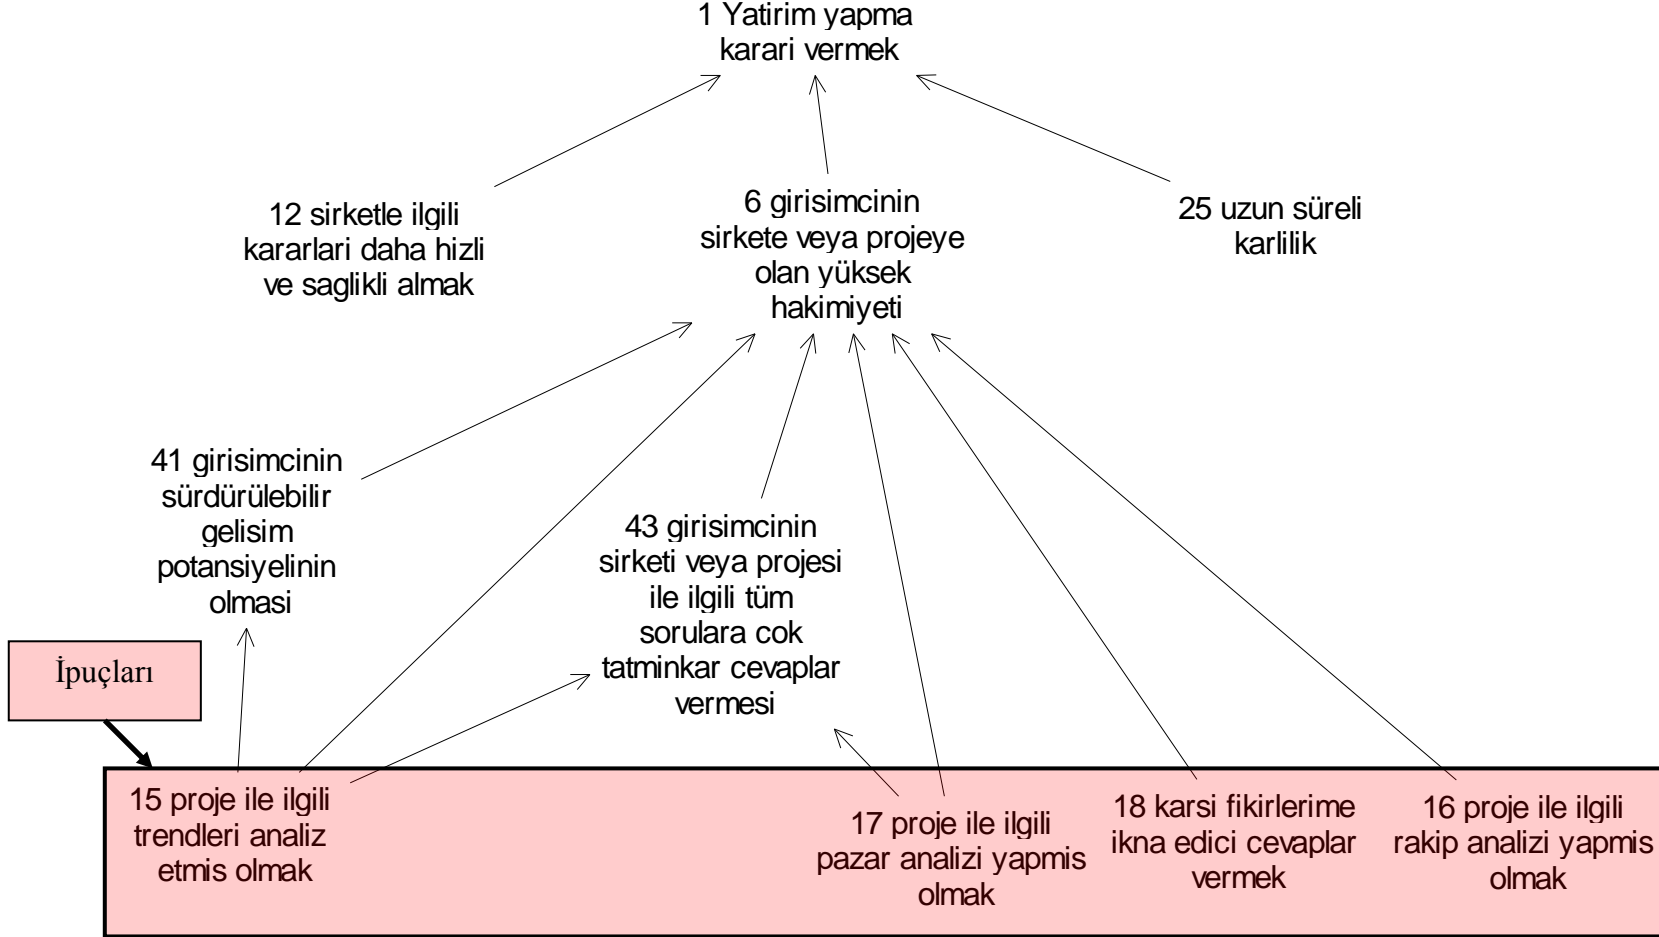 1 Yatirim yapma
karari vermek
12 sirketle ilgili
kararlari daha hizli
ve saglikli almak
6 girisimcinin
sirkete veya projeye
olan yüksek
hakimiyeti
25 uzun süreli
karlilik
41 girisimcinin
sürdürülebilir
gelisim
potansiyelinin
olmasi
43 girisimcinin
sirketi veya projesi
ile ilgili tüm
sorulara cok
tatminkar cevaplar
vermesi
İpuçları
15 proje ile ilgili
trendleri analiz
etmis olmak
17 proje ile ilgili
pazar analizi yapmis
olmak
18 karsi fikirlerime
ikna edici cevaplar
vermek
16 proje ile ilgili
rakip analizi yapmis
olmak